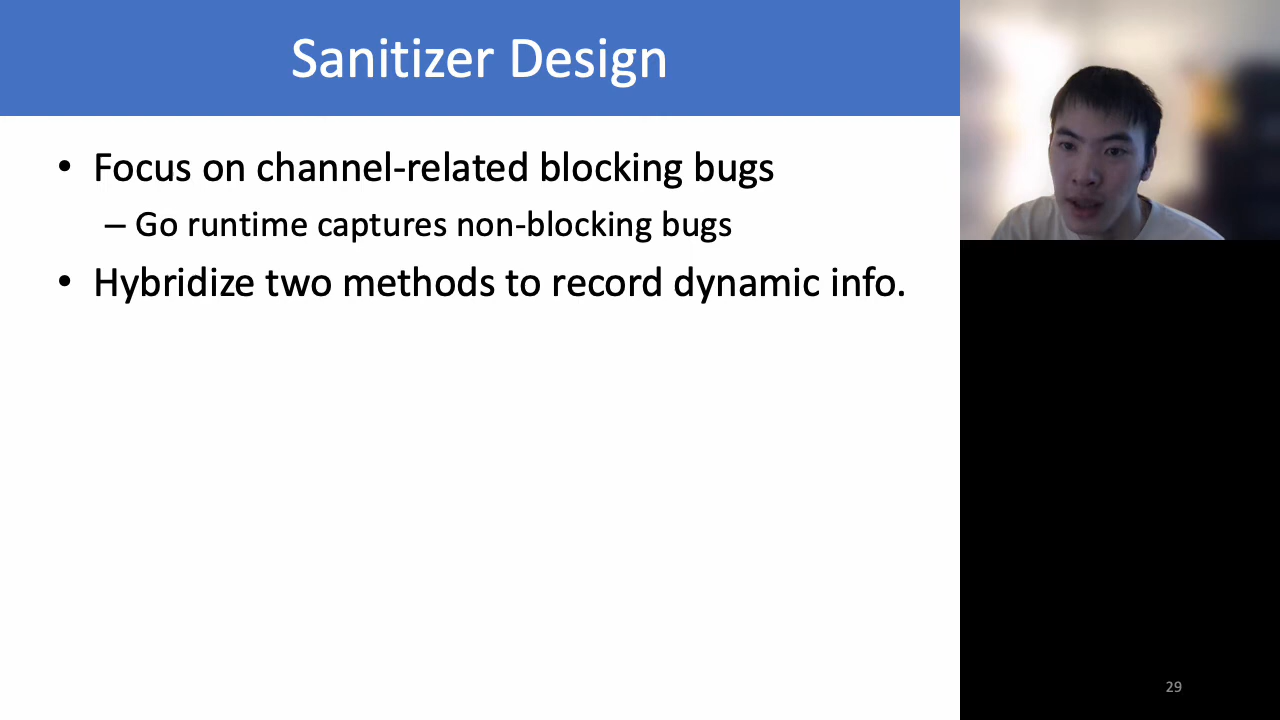 Sanitizer Design
• Focus on channel-related blocking bugs
– Go runtime captures non-blocking bugs
• Hybridize two methods to record dynamic info.
29